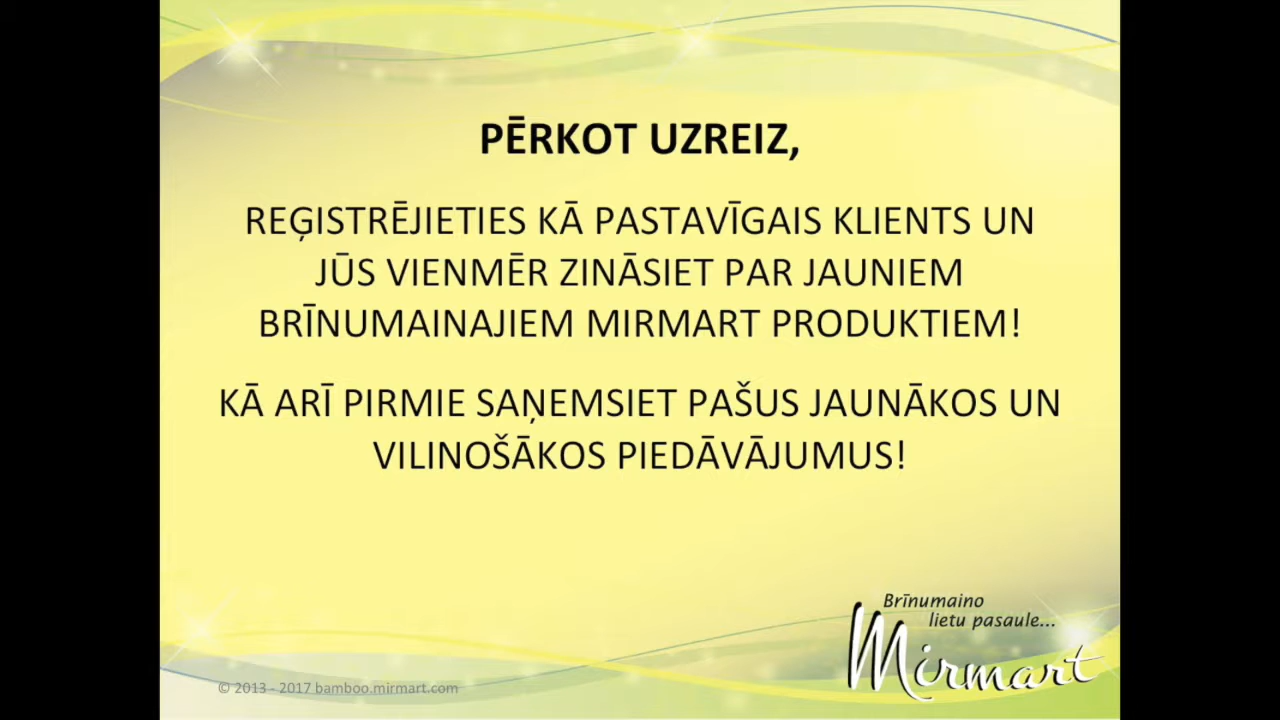 PĒRKOT UZREIZ,
REĢISTRĒJIETIES KĀ PASTAVĪGAIS KLIENTS UN
JŪS VIENMĒR ZINĀSIET PAR JAUNIEM
BRĪNUMAINAJIEM MIRMART PRODUKTIEM!
KĀ ARĪ PIRMIE SAŅEMSIET PAŠUS JAUNĀKOS UN
VILINOŠĀKOS PIEDĀVĀJUMUS!
Brīnumaino
lietu pasaule...
Mirmart
© 2013 - 2017 bamboo.mirmart.com